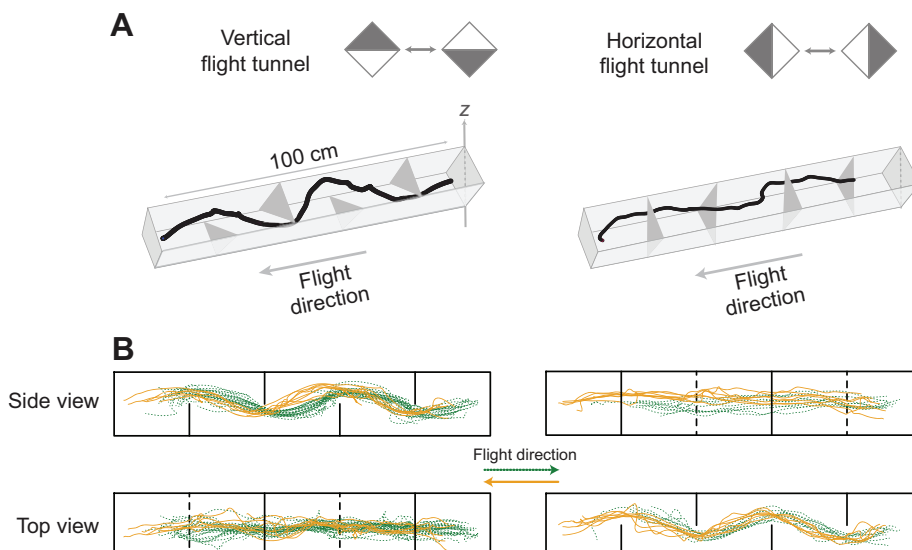 A
Vertical
flight tunnel
Horizontal
flight tunnel
z
100 cm
Flight
direction
Flight
direction
B
Side view
Flight direction
Top view